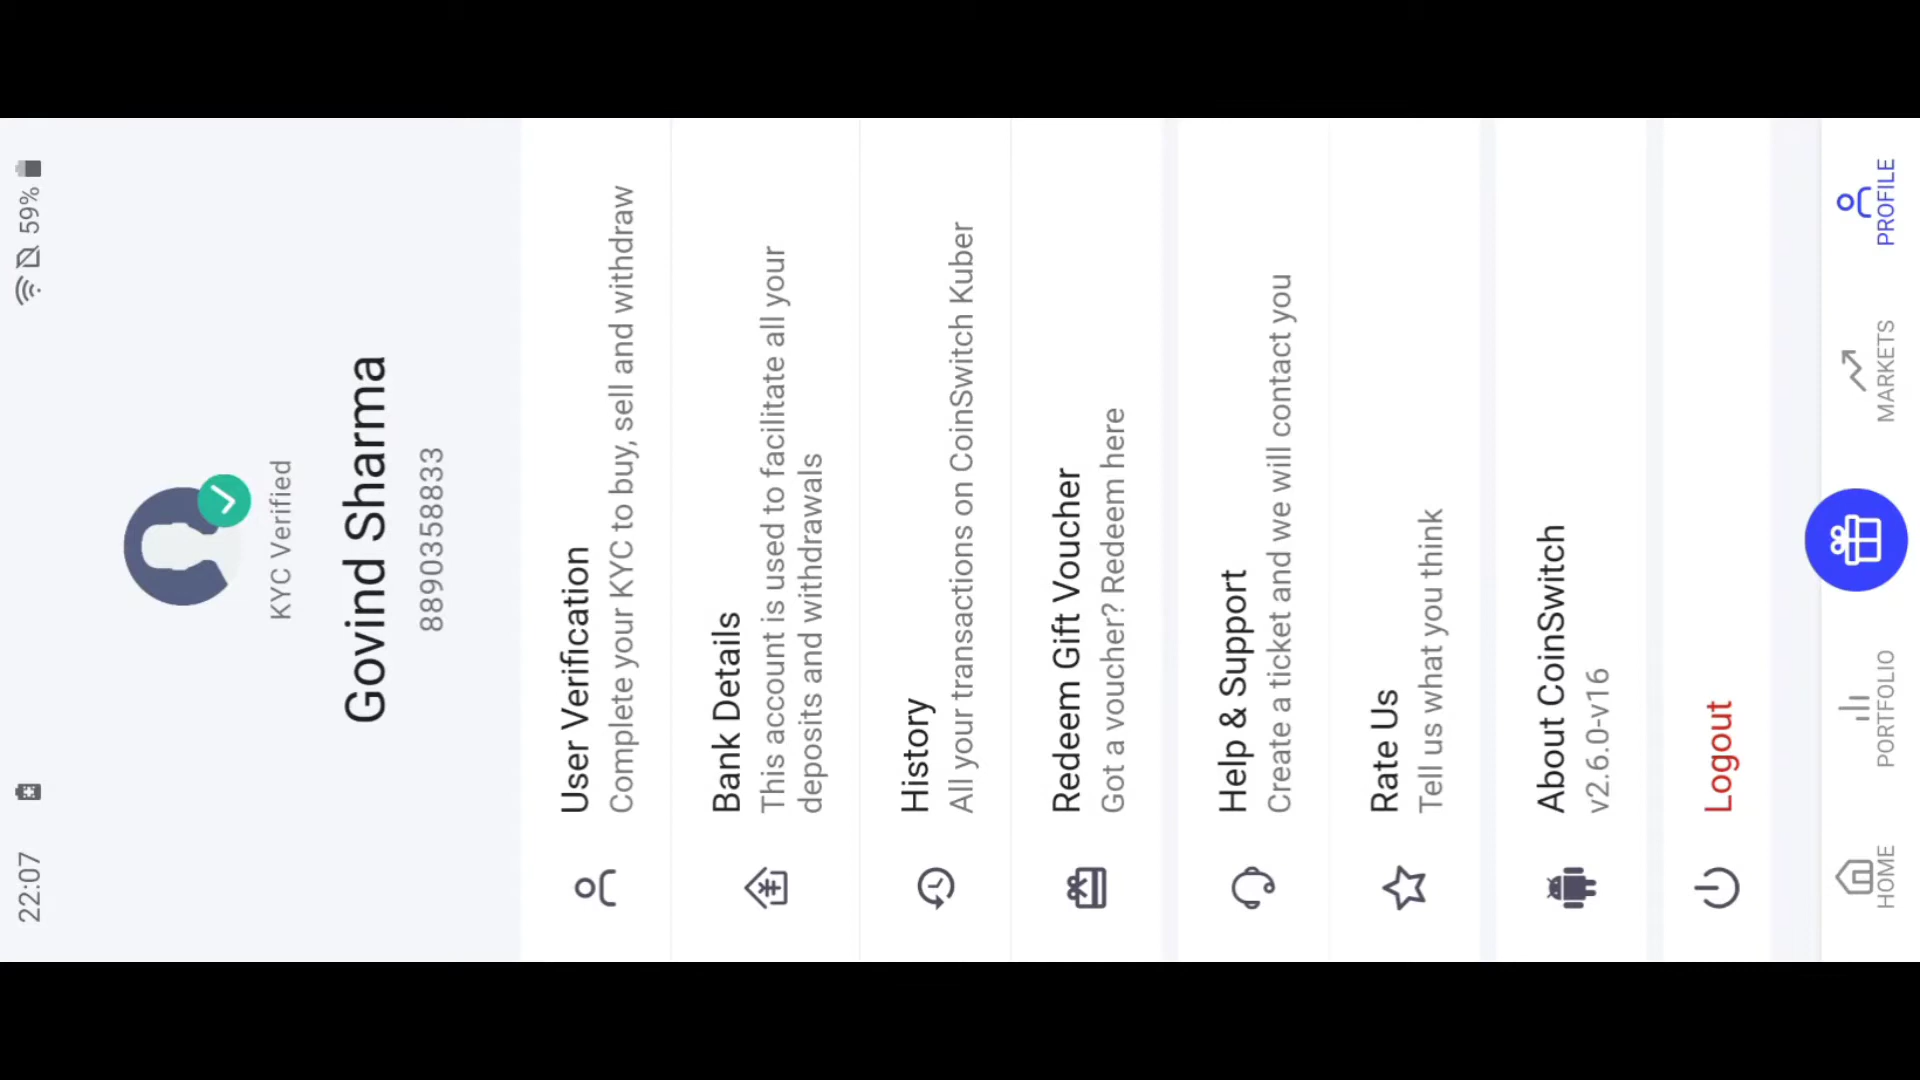 22:07
59%
KYC Verified
Govind Sharma
8890358833
User Verification
Complete your KYC to buy, sell and withdraw
Bank Details
This account is used to facilitate all your
deposits and withdrawals
History
All your transactions on CoinSwitch Kuber
Redeem Gift Voucher
Got a voucher? Redeem here
Help & Support
Create a ticket and we will contact you
Rate Us
Tell us what you think
About CoinSwitch
v2.6.0-v16
Logout
HOME
PORTFOLIO
MARKETS
PROFILE